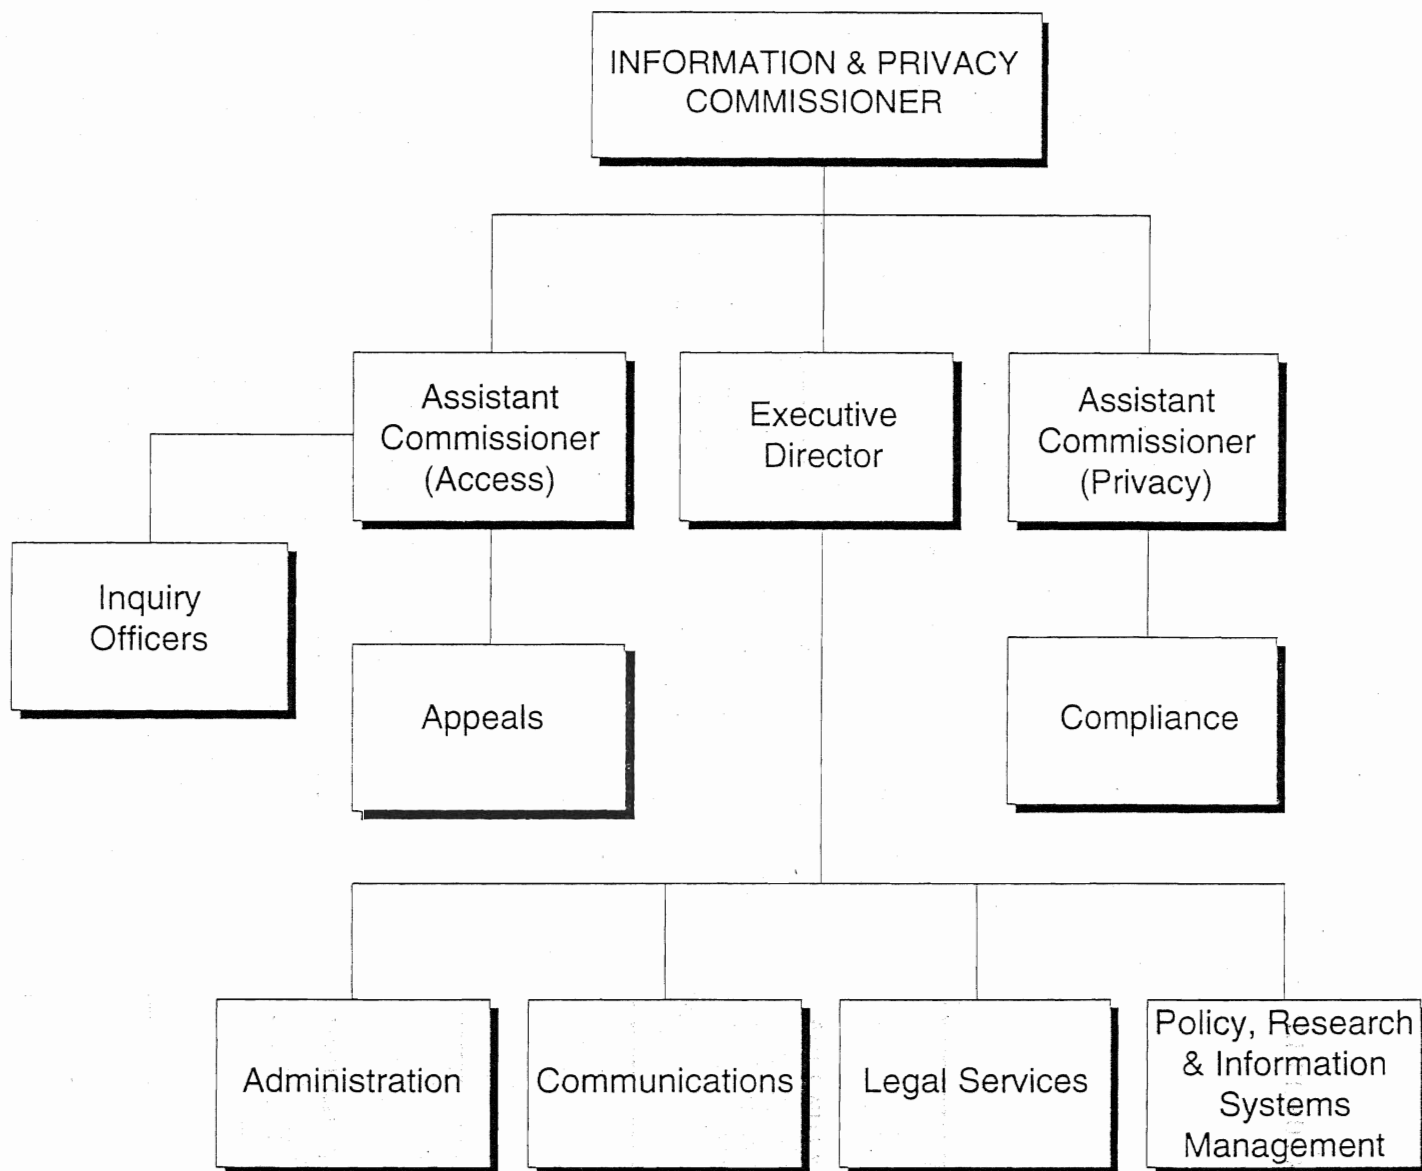 INFORMATION & PRIVACY
COMMISSIONER
Assistant
Commissioner
(Access)
Executive
Director
Assistant
Commissioner
(Privacy)
Inquiry
Officers
Appeals
Compliance
Administration
Communications
Legal Services
Policy, Research
& Information
Systems
Management